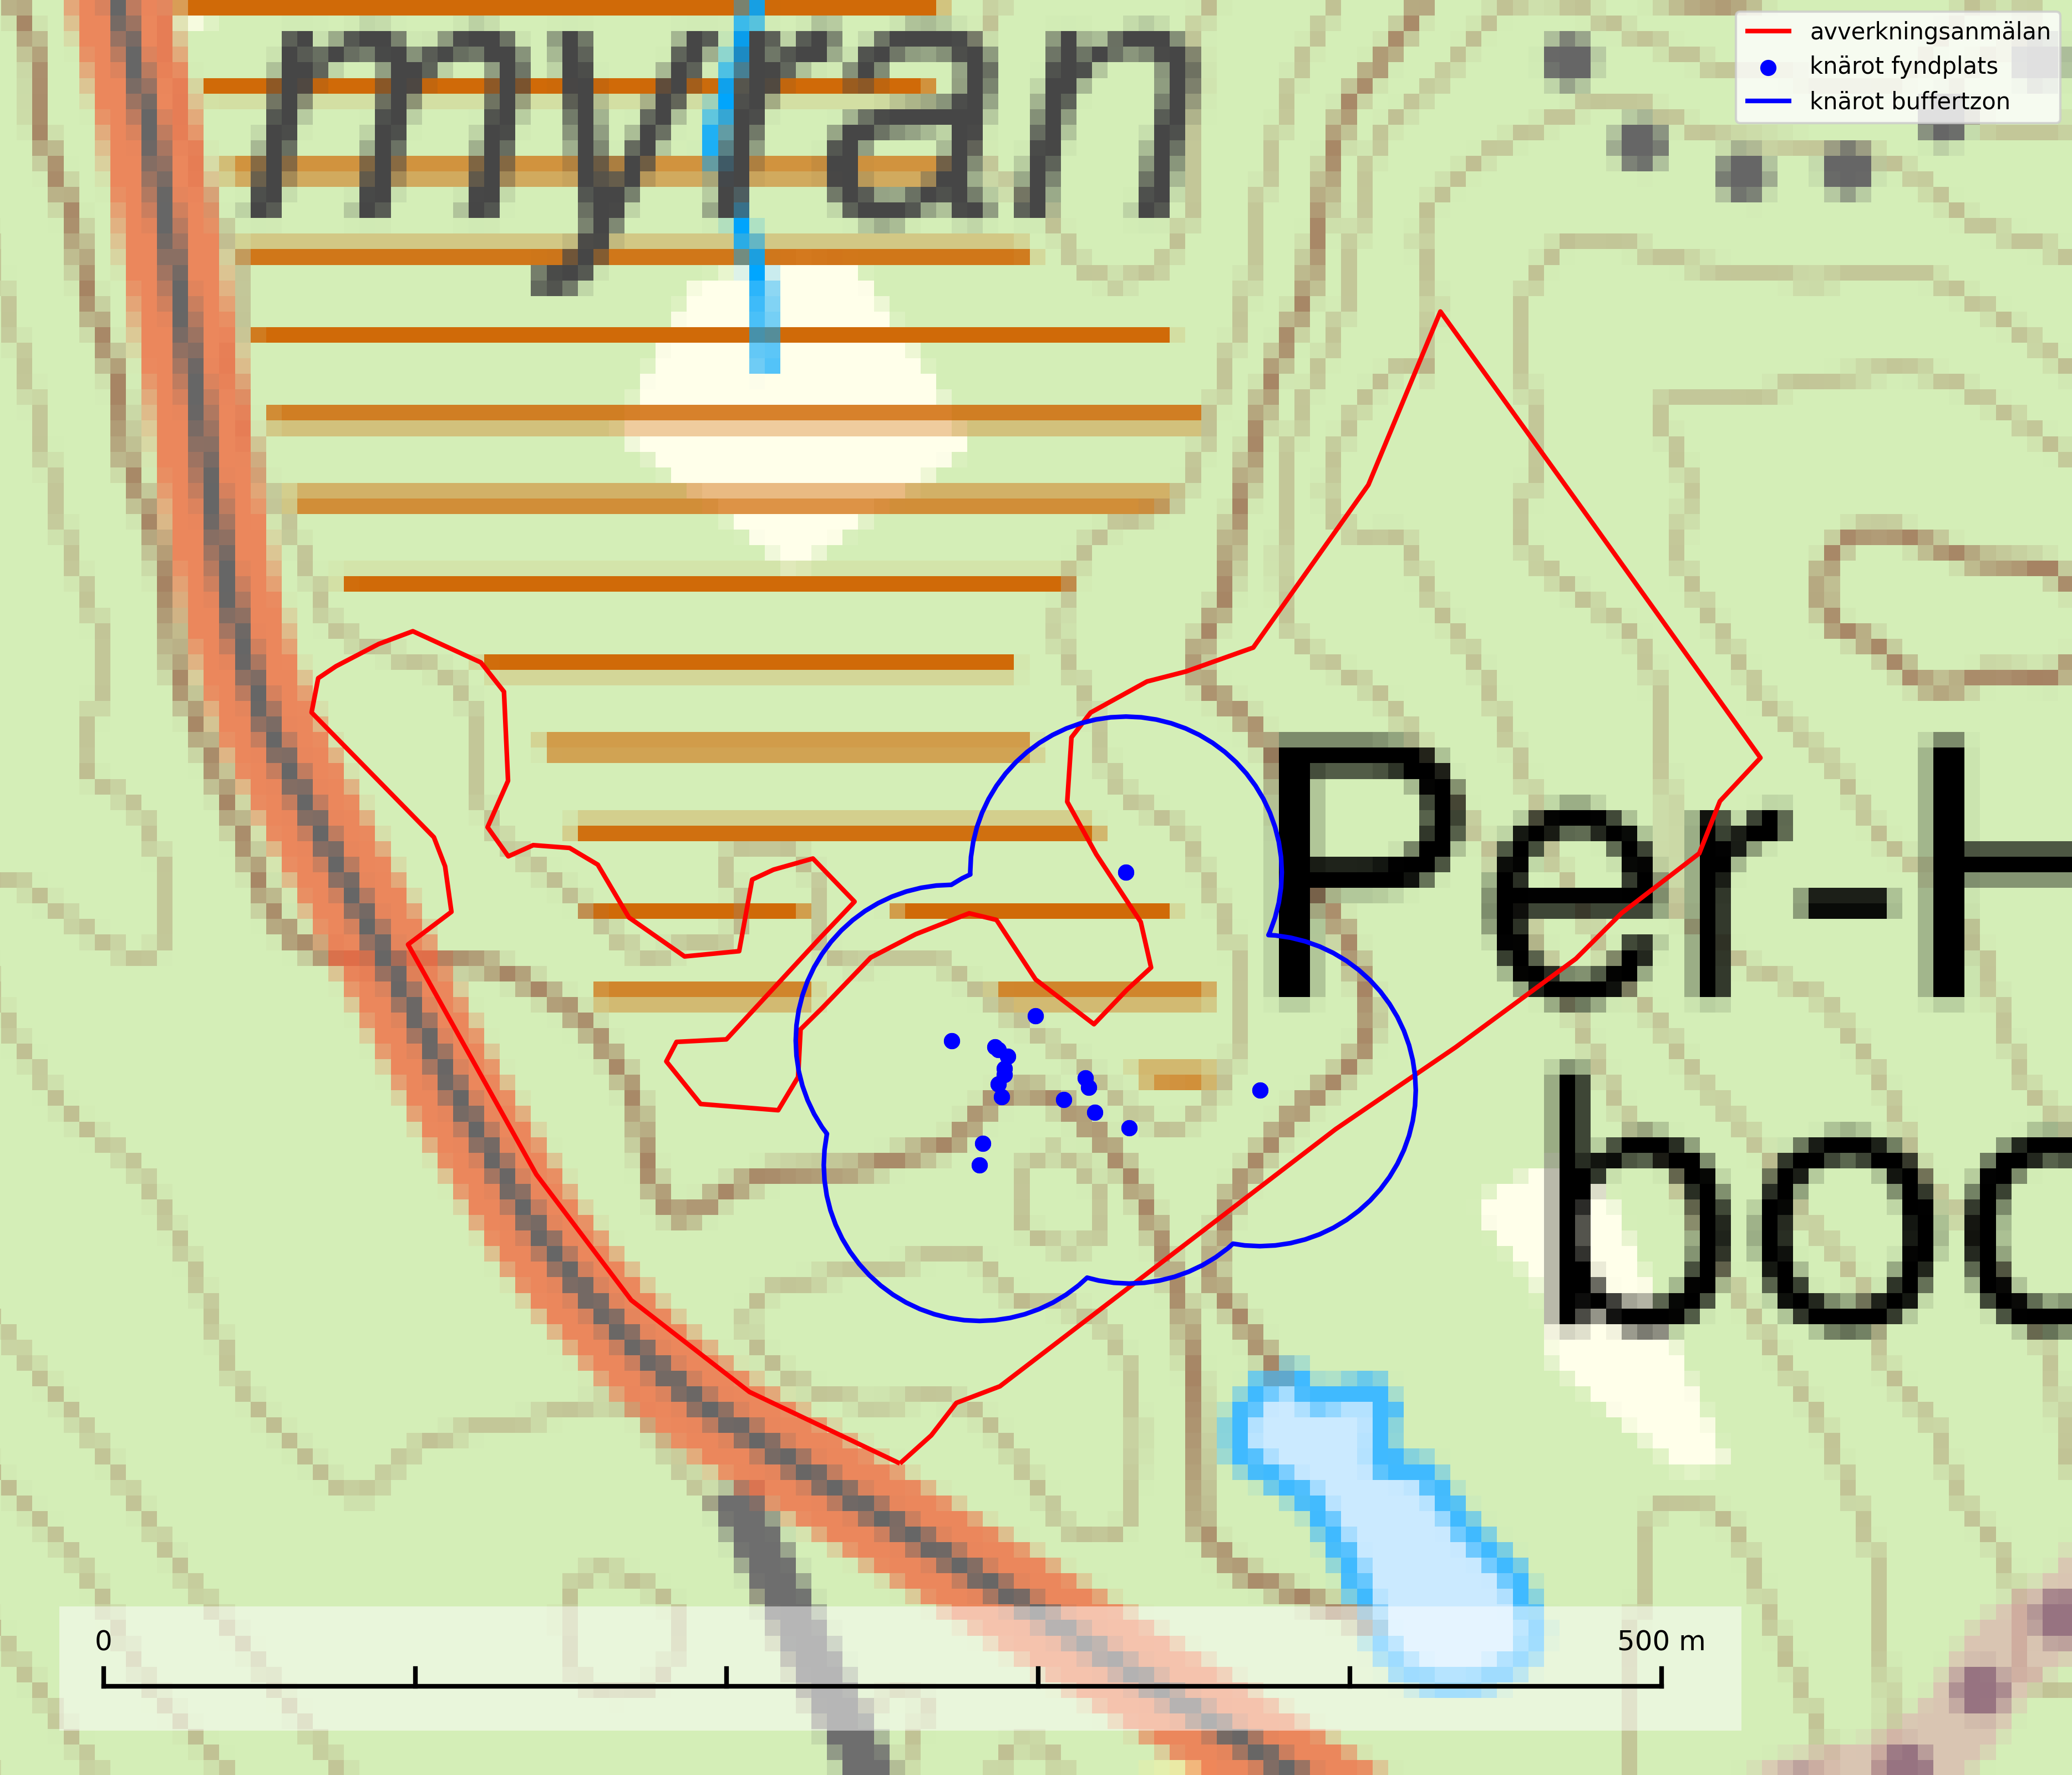 myran
avverkningsanmälan
knärot fyndplats
knärot buffertzon
Per-H
boo
0
500 m